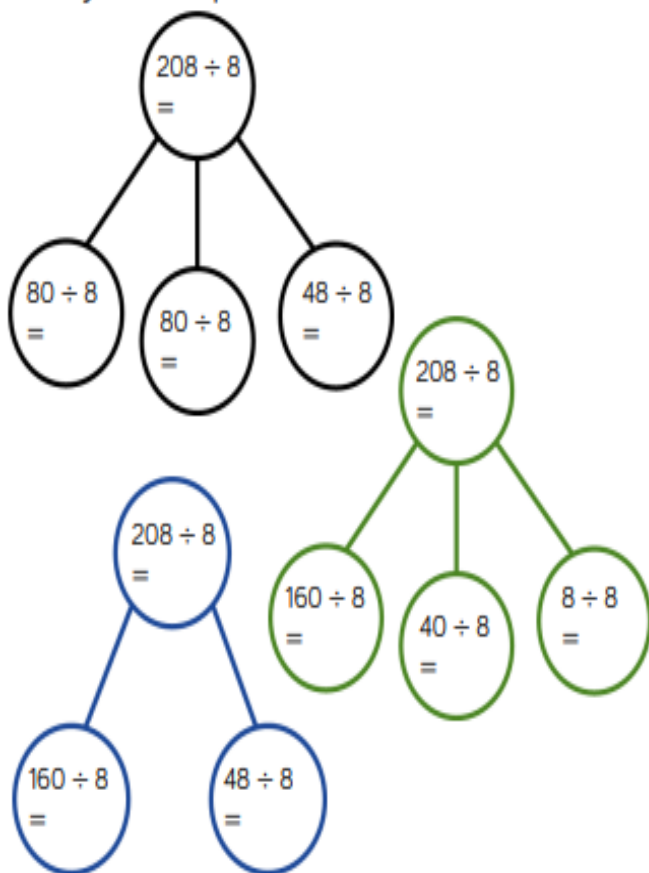 208 ÷ 8
=
80 ÷ 8
=
80 ÷ 8
=
48 ÷ 8
=
208 ÷ 8
=
160 ÷ 8
=
40 ÷ 8
=
8 ÷ 8
=
208 ÷ 8
=
160 ÷ 8
=
48 ÷ 8
=